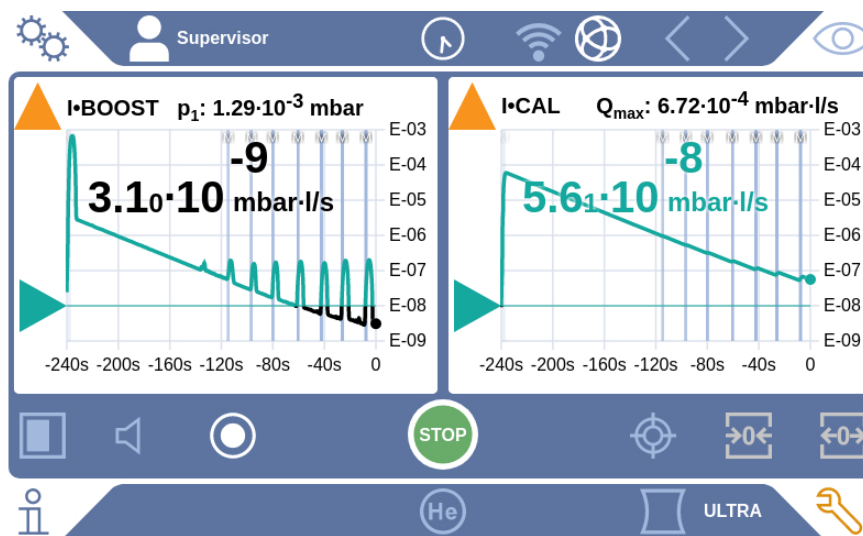 Supervisor
I•BOOST p1: 1.29·10-3 mbar
3.10·10-9 mbar·l/s
M M M M M M M
E-03
E-04
E-05
E-06
E-07
E-08
E-09
-240s -200s -160s -120s -80s -40s 0
I•CAL Qmax: 6.72·10-4 mbar·l/s
5.61·10-8 mbar·l/s
M M M M M M M
E-03
E-04
E-05
E-06
E-07
E-08
E-09
-240s -200s -160s -120s -80s -40s 0
STOP
→0←
←0→
i
He
ULTRA